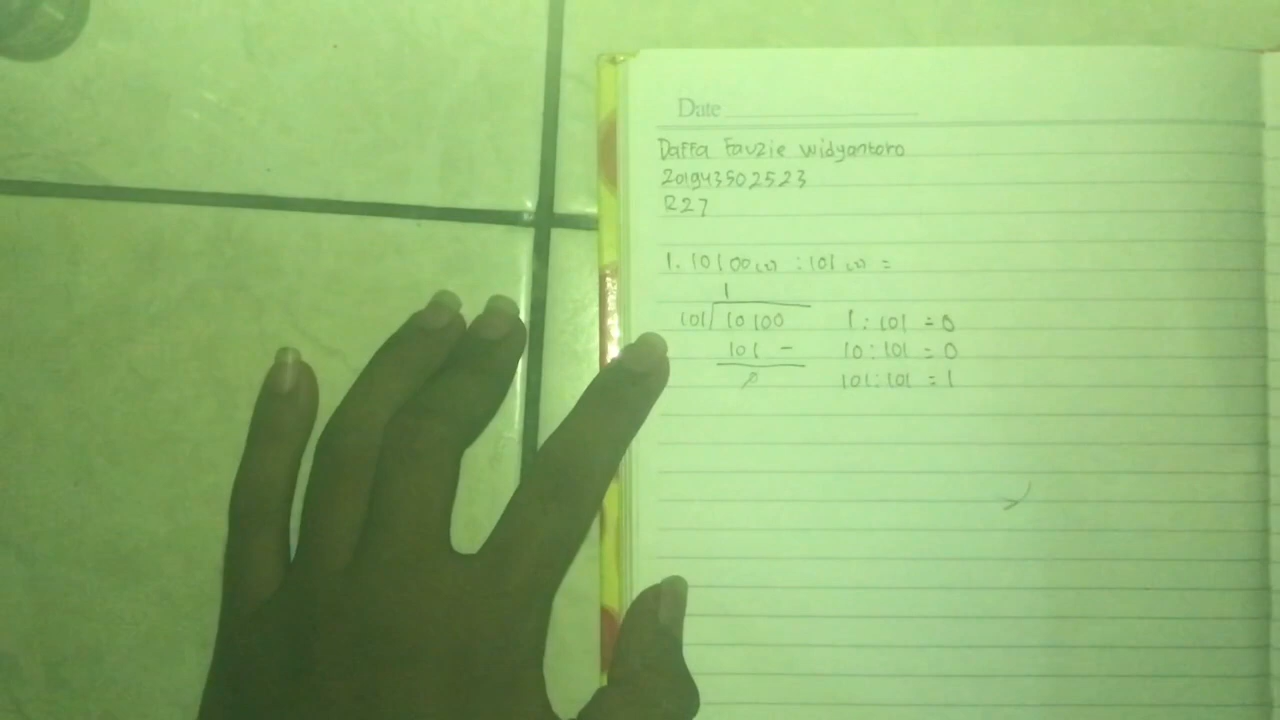 Date
Daffa Fauzie Widyantoro
201943502523
R27
1. 10100(2) : 101(2) =
1
101 10100 1 : 101 = 0
101 - 10 : 101 = 0
0 101 : 101 = 1